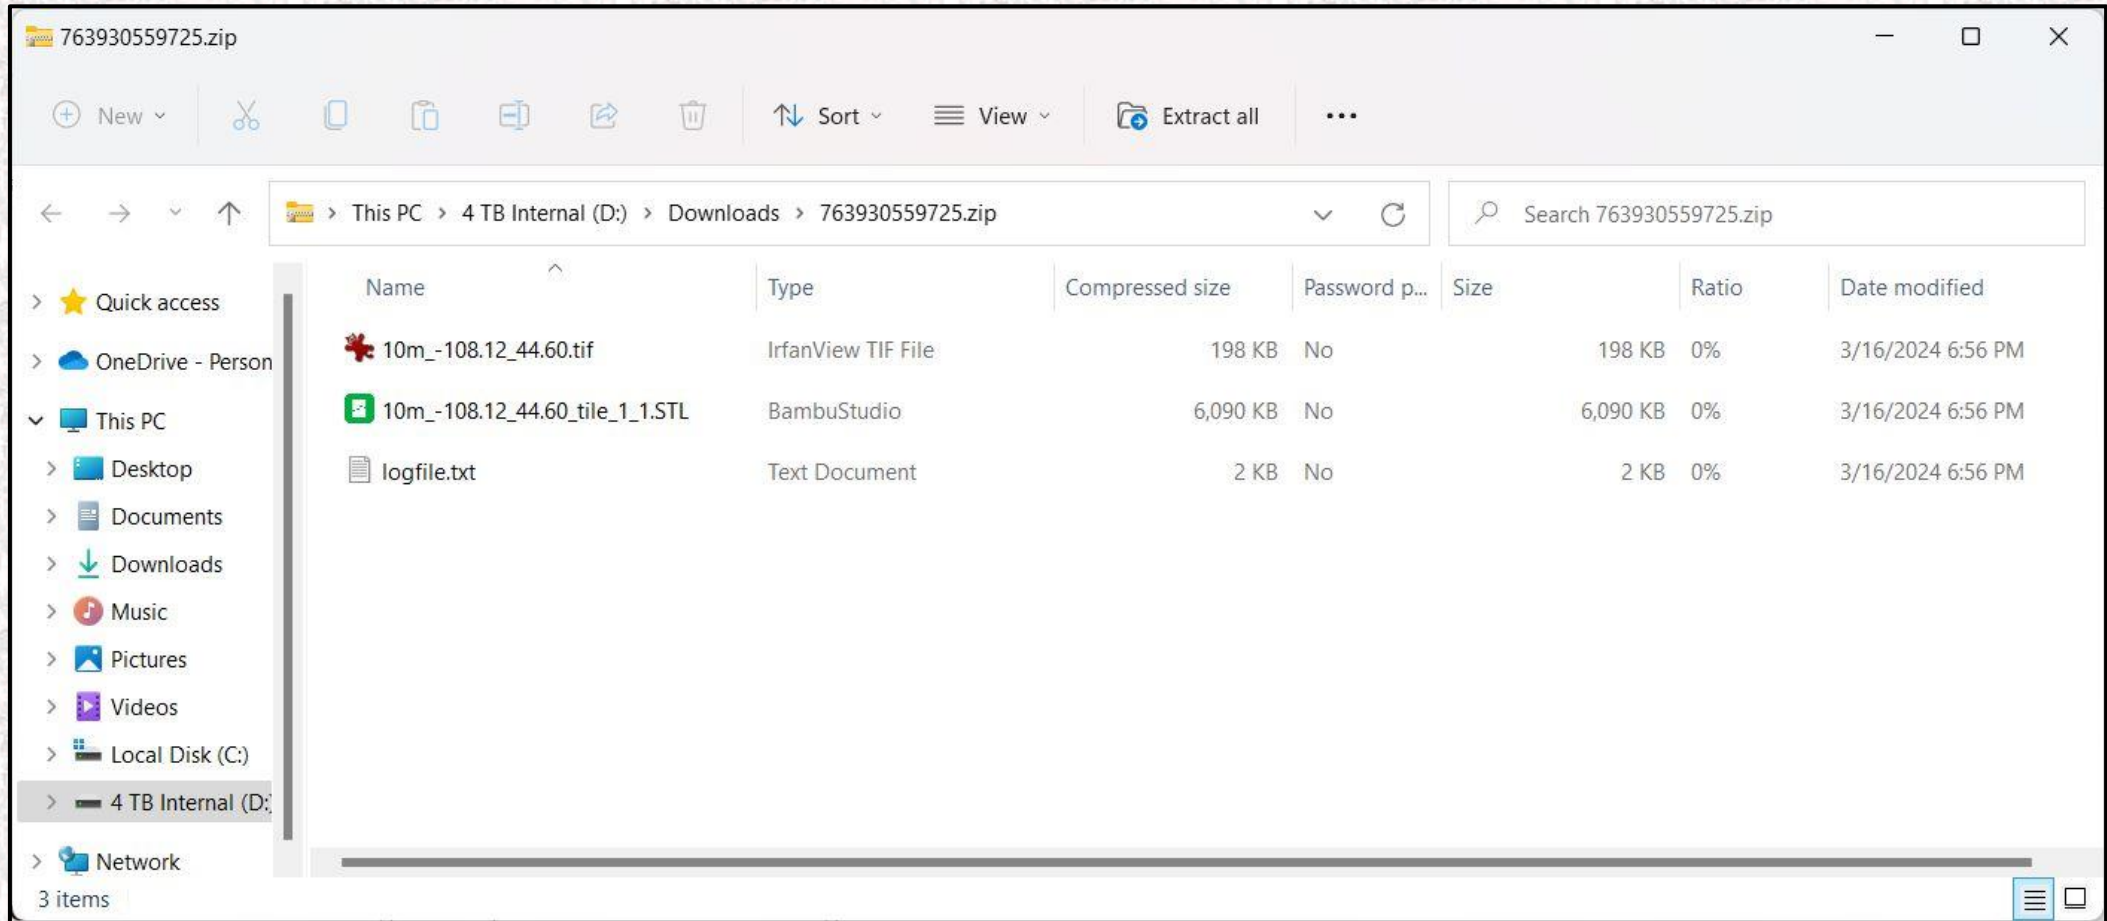 763930559725.zip
New
Sort
View
Extract all
This PC > 4 TB Internal (D:) > Downloads > 763930559725.zip
Search 763930559725.zip
Quick access
OneDrive - Person
This PC
Desktop
Documents
Downloads
Music
Pictures
Videos
Local Disk (C:)
4 TB Internal (D:
Network
Name Type Compressed size Password p... Size Ratio Date modified
10m_-108.12_44.60.tif IrfanView TIF File 198 KB No 198 KB 0% 3/16/2024 6:56 PM
10m_-108.12_44.60_tile_1_1.STL BambuStudio 6,090 KB No 6,090 KB 0% 3/16/2024 6:56 PM
logfile.txt Text Document 2 KB No 2 KB 0% 3/16/2024 6:56 PM
3 items